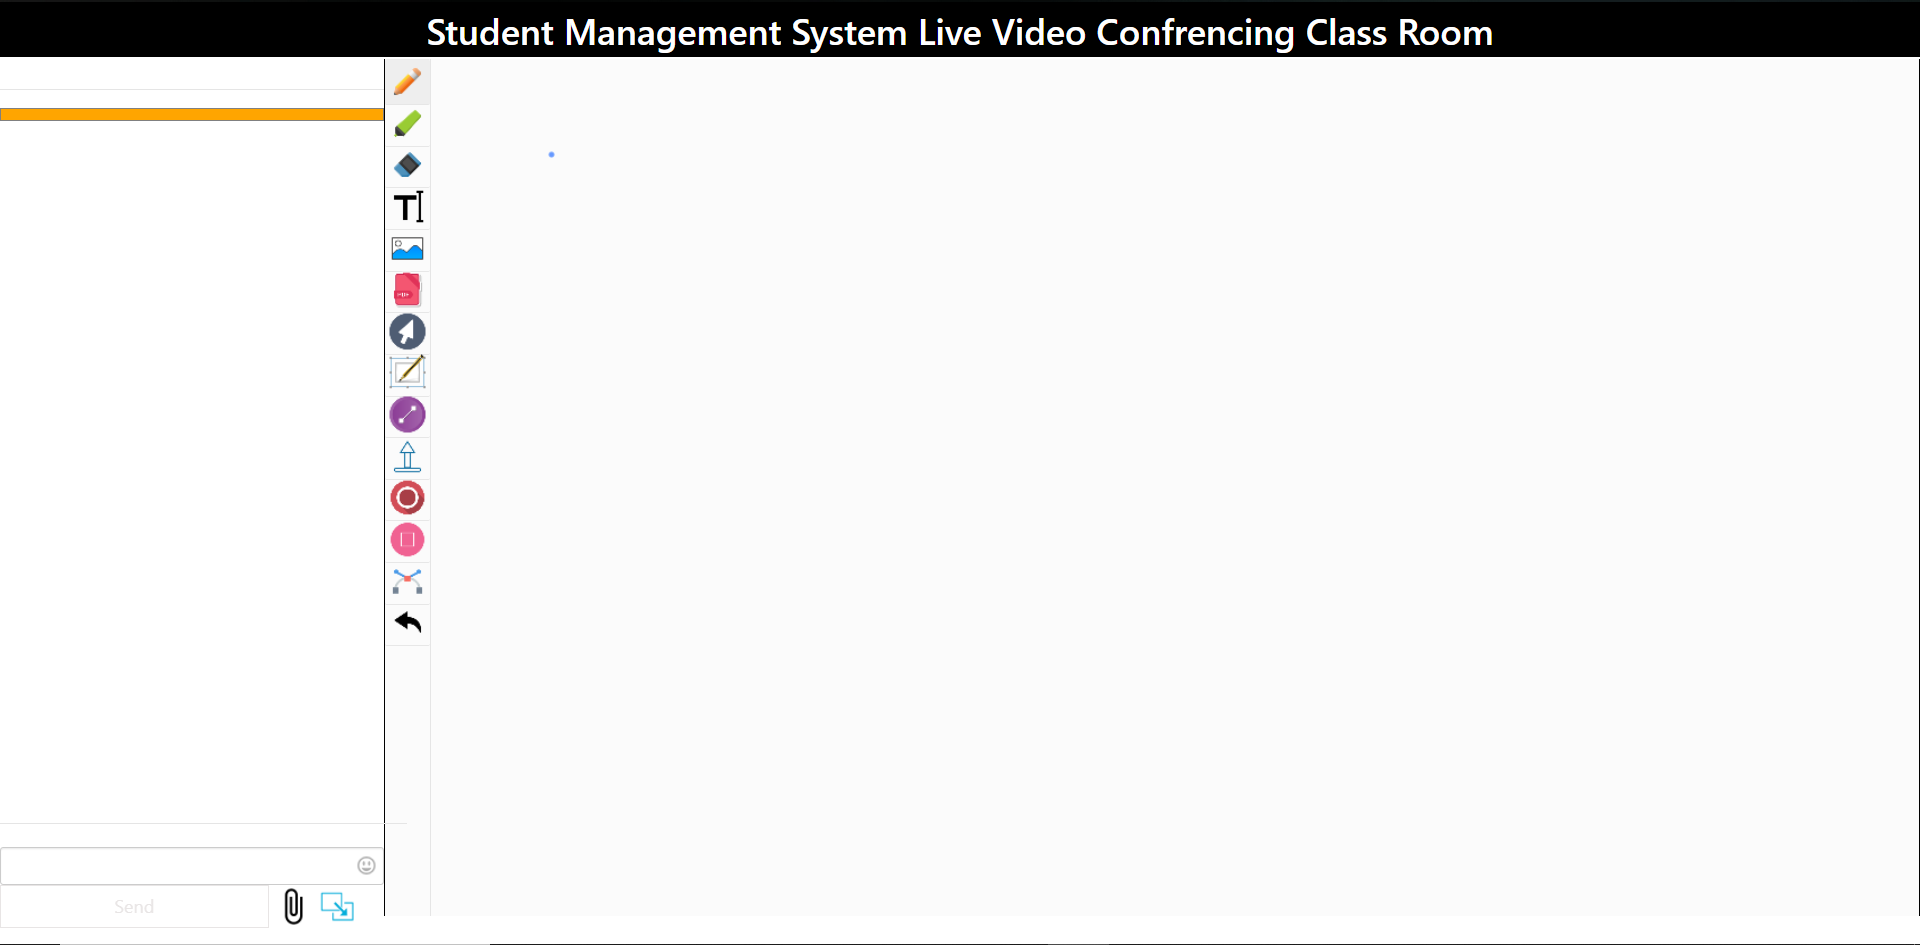 Student Management System Live Video Confrencing Class Room
T
Send